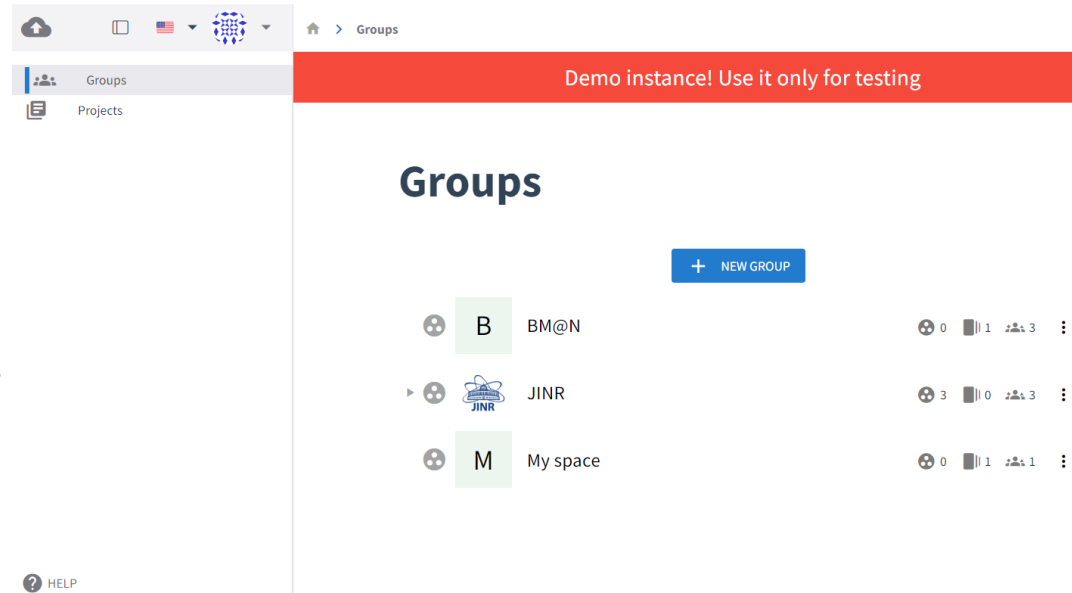 Groups
Demo instance! Use it only for testing
Groups
Projects
Groups
NEW GROUP
B BM@N 0 1 3
JINR JINR 3 0 3
M My space 0 1 1
HELP